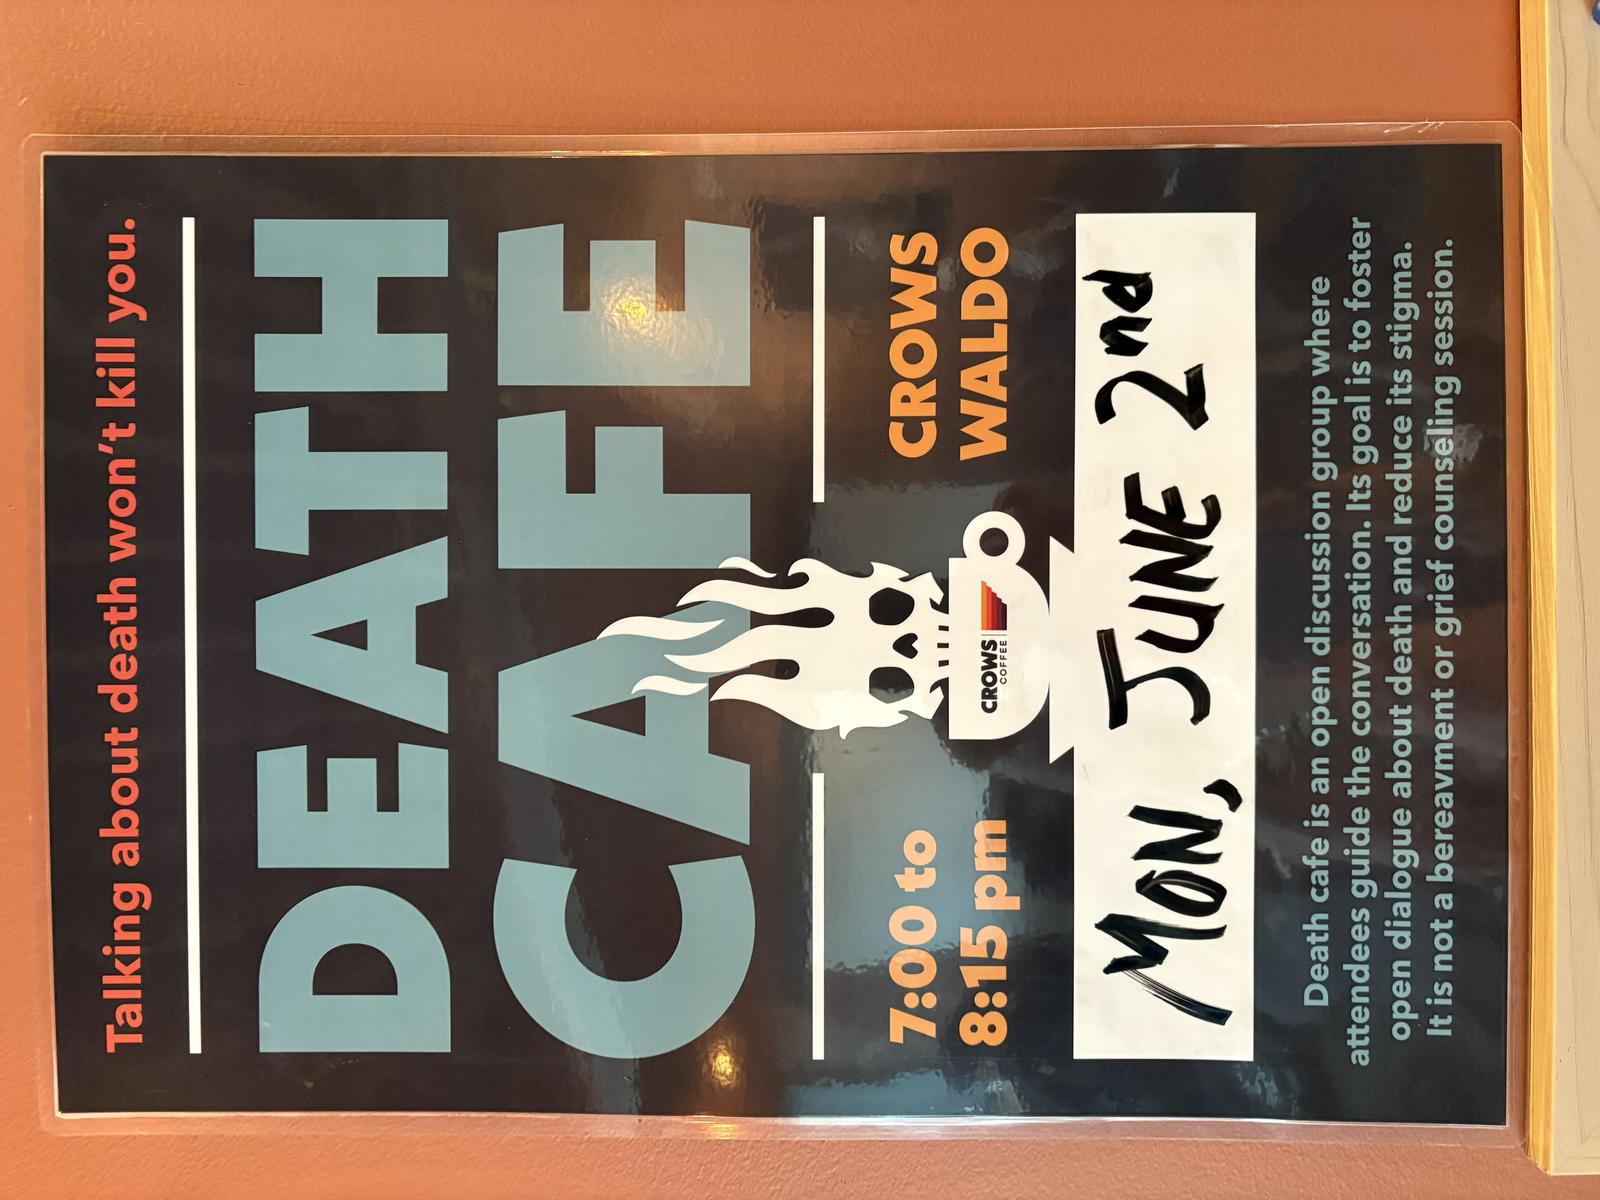 Talking about death won't kill you.
DEATH
CAFE
7:00 to
8:15 pm
CROWS
WALDO
CROWS
COFFEE
MON, JUNE 2nd
Death cafe is an open discussion group where
attendees guide the conversation. Its goal is to foster
open dialogue about death and reduce its stigma.
It is not a bereavment or grief counseling session.